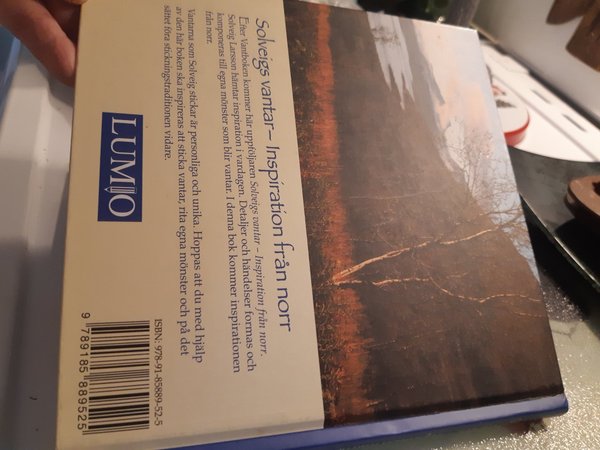 Solveigs vantar – Inspiration från norr
Efter Vantboken kommer här uppföljaren Solveigs vantar – Inspiration från norr.
Solveig Larsson hämtar inspiration i vardagen. Detaljer och händelser formas och
komponeras till egna mönster som blir vantar. I denna bok kommer inspirationen
från norr.
Vantarna som Solveig stickar är personliga och unika. Hoppas att du med hjälp
av den här boken ska inspireras att sticka vantar, rita egna mönster och på det
sättet föra stickningstraditionen vidare.
LUMIO
ISBN: 978-91-85889-52-5
9 789185 889525